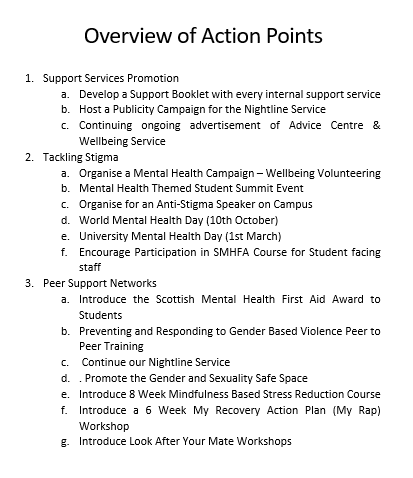 Overview of Action Points
1. Support Services Promotion
a. Develop a Support Booklet with every internal support service
b. Host a Publicity Campaign for the Nightline Service
c. Continuing ongoing advertisement of Advice Centre &
Wellbeing Service
2. Tackling Stigma
a. Organise a Mental Health Campaign – Wellbeing Volunteering
b. Mental Health Themed Student Summit Event
c. Organise for an Anti-Stigma Speaker on Campus
d. World Mental Health Day (10th October)
e. University Mental Health Day (1st March)
f. Encourage Participation in SMHFA Course for Student facing
staff
3. Peer Support Networks
a. Introduce the Scottish Mental Health First Aid Award to
Students
b. Preventing and Responding to Gender Based Violence Peer to
Peer Training
c. Continue our Nightline Service
d. . Promote the Gender and Sexuality Safe Space
e. Introduce 8 Week Mindfulness Based Stress Reduction Course
f. Introduce a 6 Week My Recovery Action Plan (My Rap)
Workshop
g. Introduce Look After Your Mate Workshops